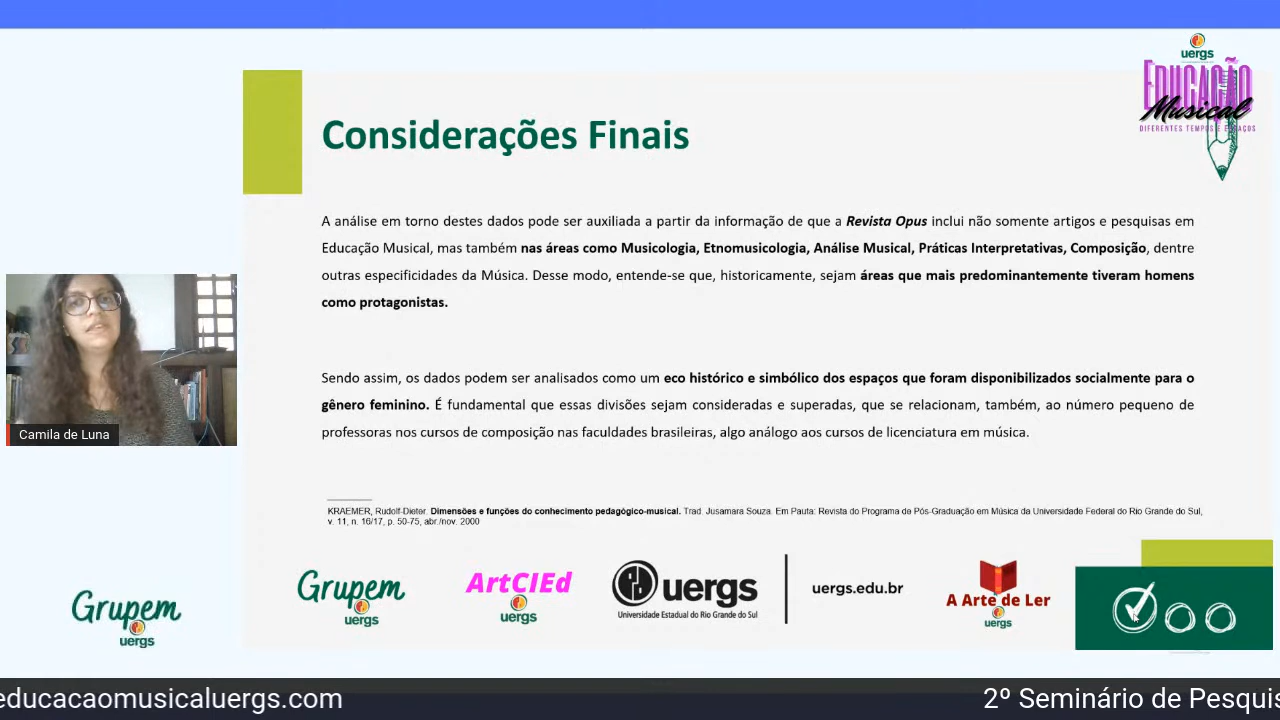 uergs
EDUCAÇÃO
Musical
DIFERENTES TEMPOS E ESPAÇOS
Considerações Finais
A análise em torno destes dados pode ser auxiliada a partir da informação de que a Revista Opus inclui não somente artigos e pesquisas em
Educação Musical, mas também nas áreas como Musicologia, Etnomusicologia, Análise Musical, Práticas Interpretativas, Composição, dentre
outras especificidades da Música. Desse modo, entende-se que, historicamente, sejam áreas que mais predominantemente tiveram homens
como protagonistas.
Sendo assim, os dados podem ser analisados como um eco histórico e simbólico dos espaços que foram disponibilizados socialmente para o
gênero feminino. É fundamental que essas divisões sejam consideradas e superadas, que se relacionam, também, ao número pequeno de
professoras nos cursos de composição nas faculdades brasileiras, algo análogo aos cursos de licenciatura em música.
Camila de Luna
KRAEMER, Rudolf-Dieter. Dimensões e funções do conhecimento pedagógico-musical. Trad. Jusamara Souza. Em Pauta: Revista do Programa de Pós-Graduação em Música da Universidade Federal do Rio Grande do Sul,
v. 11, n. 16/17, p. 50-75, abr./nov. 2000
Grupem
uergs
Grupem
uergs
ArtCIEd
uergs
uergs
Universidade Estadual do Rio Grande do Sul
uergs.edu.br
A Arte de Ler
uergs
educacaomusicaluergs.com
2º Seminário de Pesquis